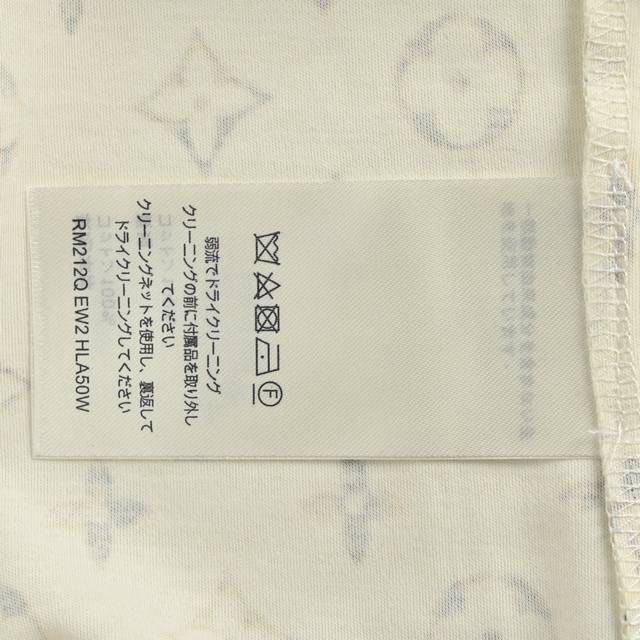 弱流でドライクリーニング
クリーニングの前に付属品を取り外し
てください
クリーニングネットを使用し、裏返して
ドライクリーニングしてください
RM212Q EW2 HLA50W